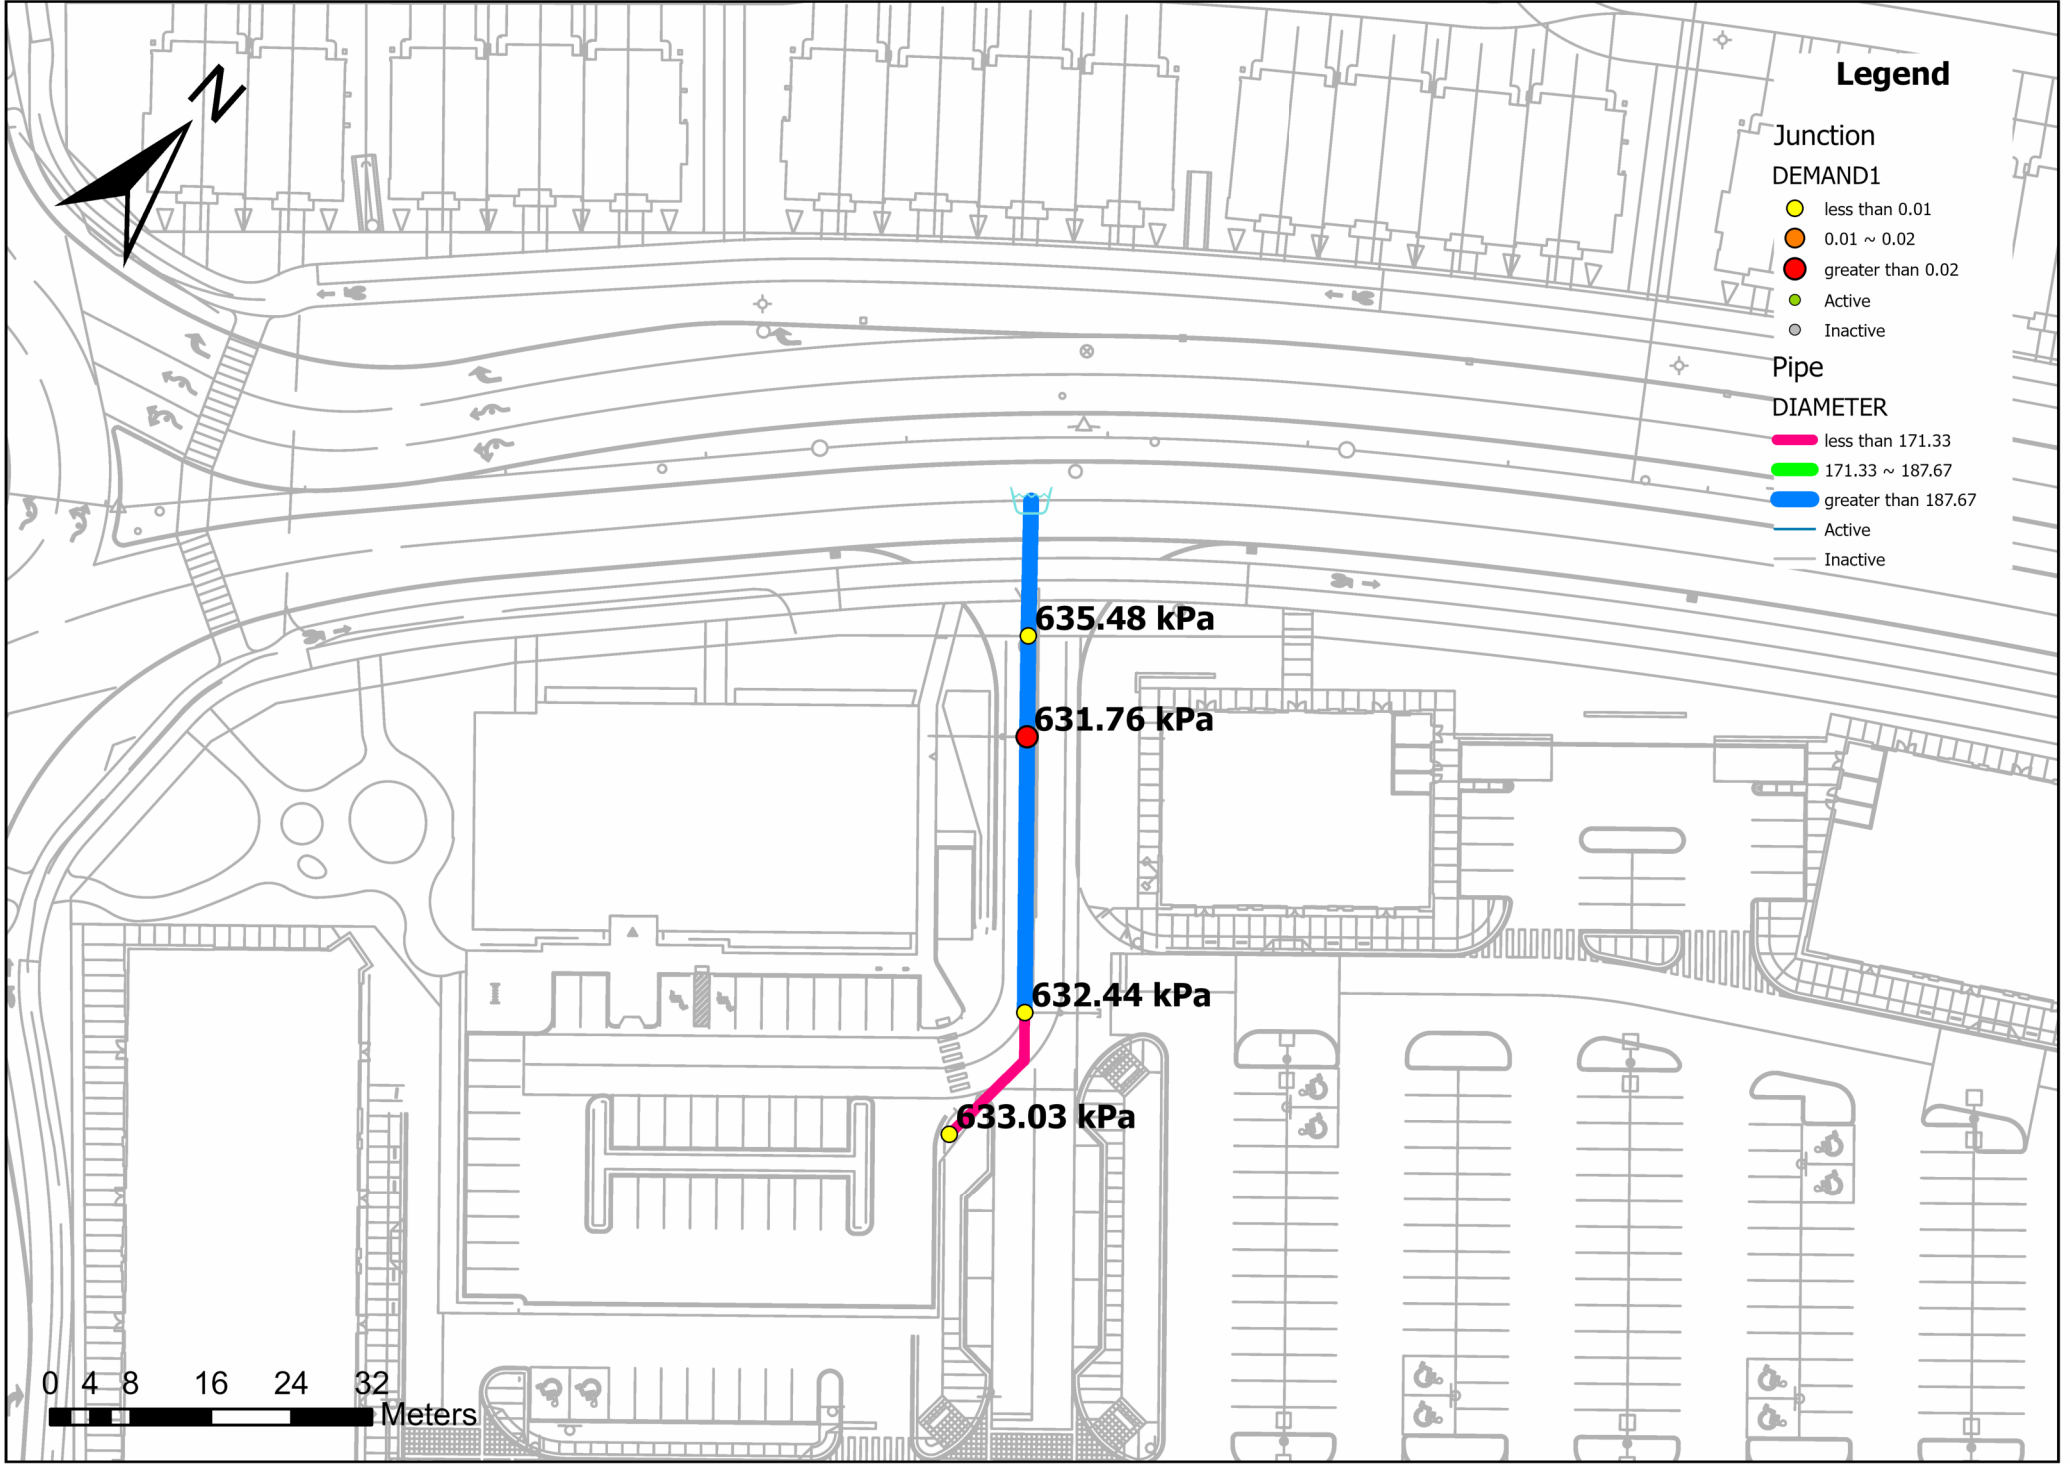 N
Legend
Junction
DEMAND1
less than 0.01
0.01 ~ 0.02
greater than 0.02
Active
Inactive
Pipe
DIAMETER
less than 171.33
171.33 ~ 187.67
greater than 187.67
Active
Inactive
635.48 kPa
631.76 kPa
632.44 kPa
633.03 kPa
0 4 8 16 24 32
Meters